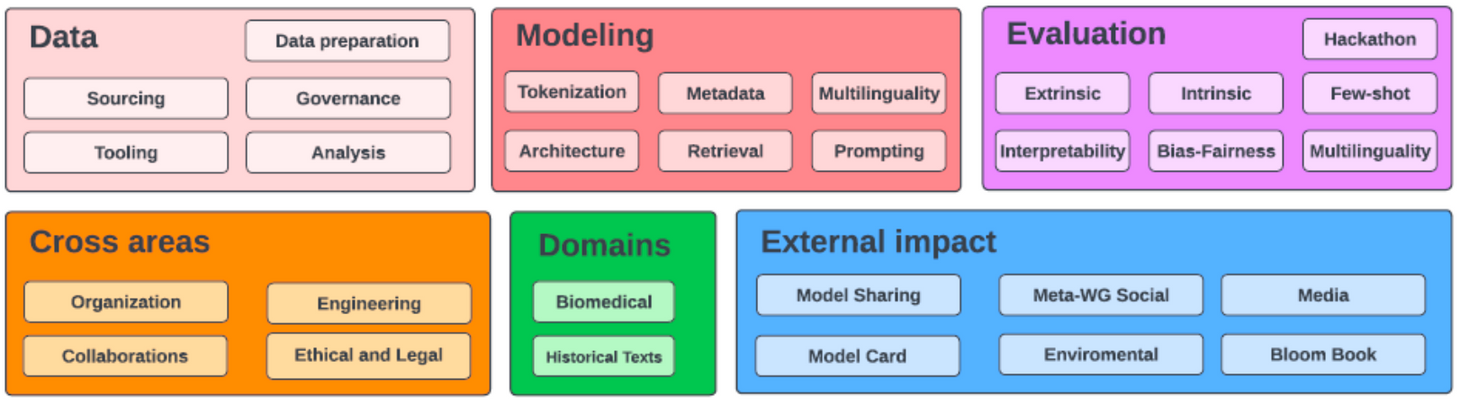 Data
Data preparation
Sourcing
Governance
Tooling
Analysis
Modeling
Tokenization
Metadata
Multilinguality
Architecture
Retrieval
Prompting
Evaluation
Hackathon
Extrinsic
Intrinsic
Few-shot
Interpretability
Bias-Fairness
Multilinguality
Cross areas
Organization
Engineering
Collaborations
Ethical and Legal
Domains
Biomedical
Historical Texts
External impact
Model Sharing
Meta-WG Social
Media
Model Card
Enviromental
Bloom Book